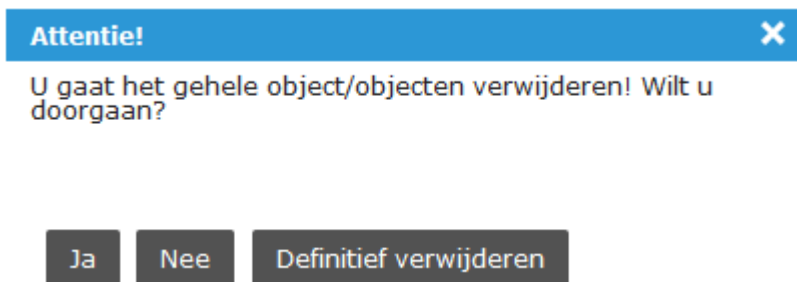 Attentie!
U gaat het gehele object/objecten verwijderen! Wilt u
doorgaan?
Ja Nee Definitief verwijderen